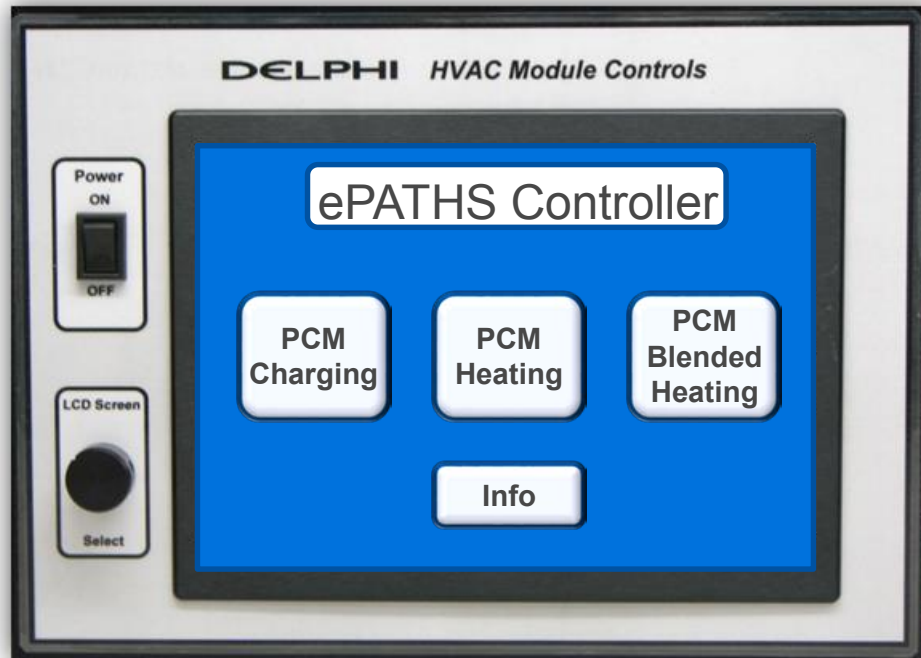 DELPHI HVAC Module Controls
Power
ON
OFF
LCD Screen
Select
ePATHS Controller
PCM
Charging
PCM
Heating
PCM
Blended
Heating
Info